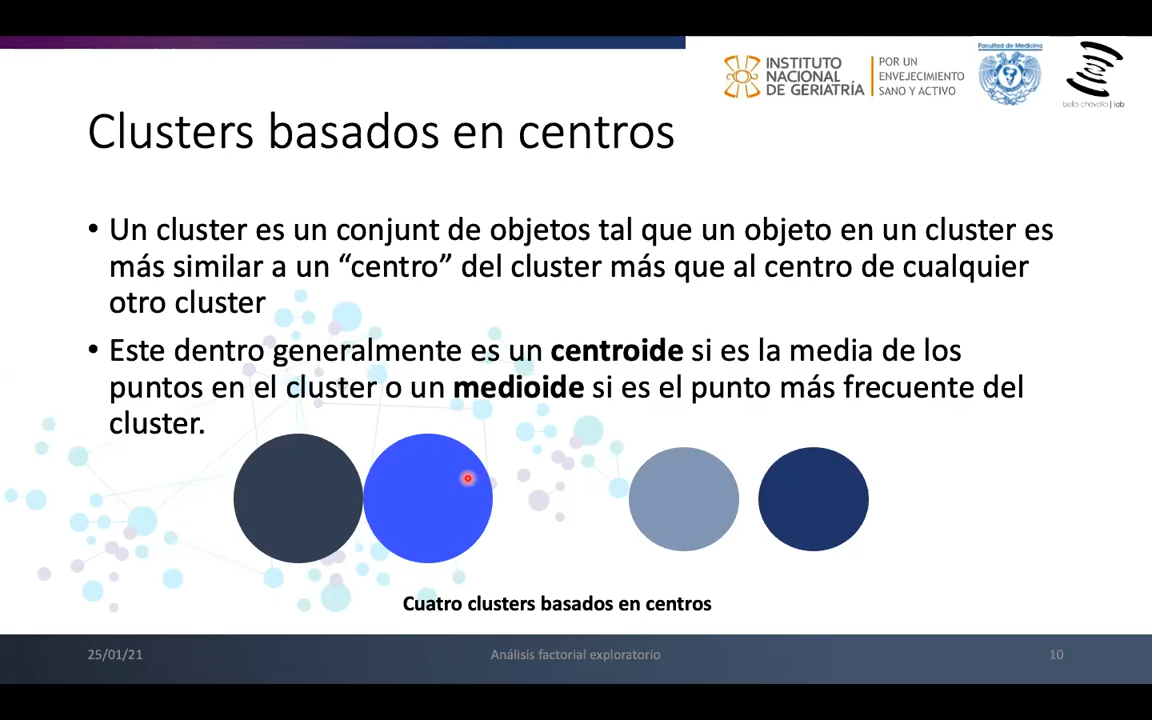 INSTITUTO
NACIONAL
DE GERIATRÍA
POR UN
ENVEJECIMIENTO
SANO Y ACTIVO
Facultad de Medicina
bello chavolla | lab
Clusters basados en centros
• Un cluster es un conjunt de objetos tal que un objeto en un cluster es
más similar a un “centro” del cluster más que al centro de cualquier
otro cluster
• Este dentro generalmente es un centroide si es la media de los
puntos en el cluster o un medioide si es el punto más frecuente del
cluster.
Cuatro clusters basados en centros
25/01/21
Análisis factorial exploratorio
10